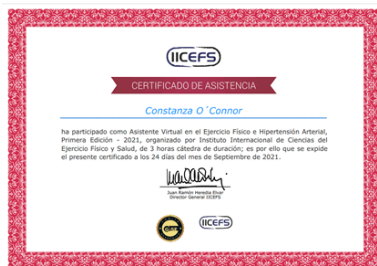 IICEFS
CERTIFICADO DE ASISTENCIA
Constanza O´Connor
ha participado como Asistente Virtual en el Ejercicio Físico e Hipertensión Arterial,
Primera Edición - 2021, organizado por Instituto Internacional de Ciencias del
Ejercicio Físico y Salud, de 3 horas cátedra de duración; es por ello que se expide
el presente certificado a los 24 días del mes de Septiembre de 2021.
Juan Ramón Heredia Elvar
Director General IICEFS
IICEFS